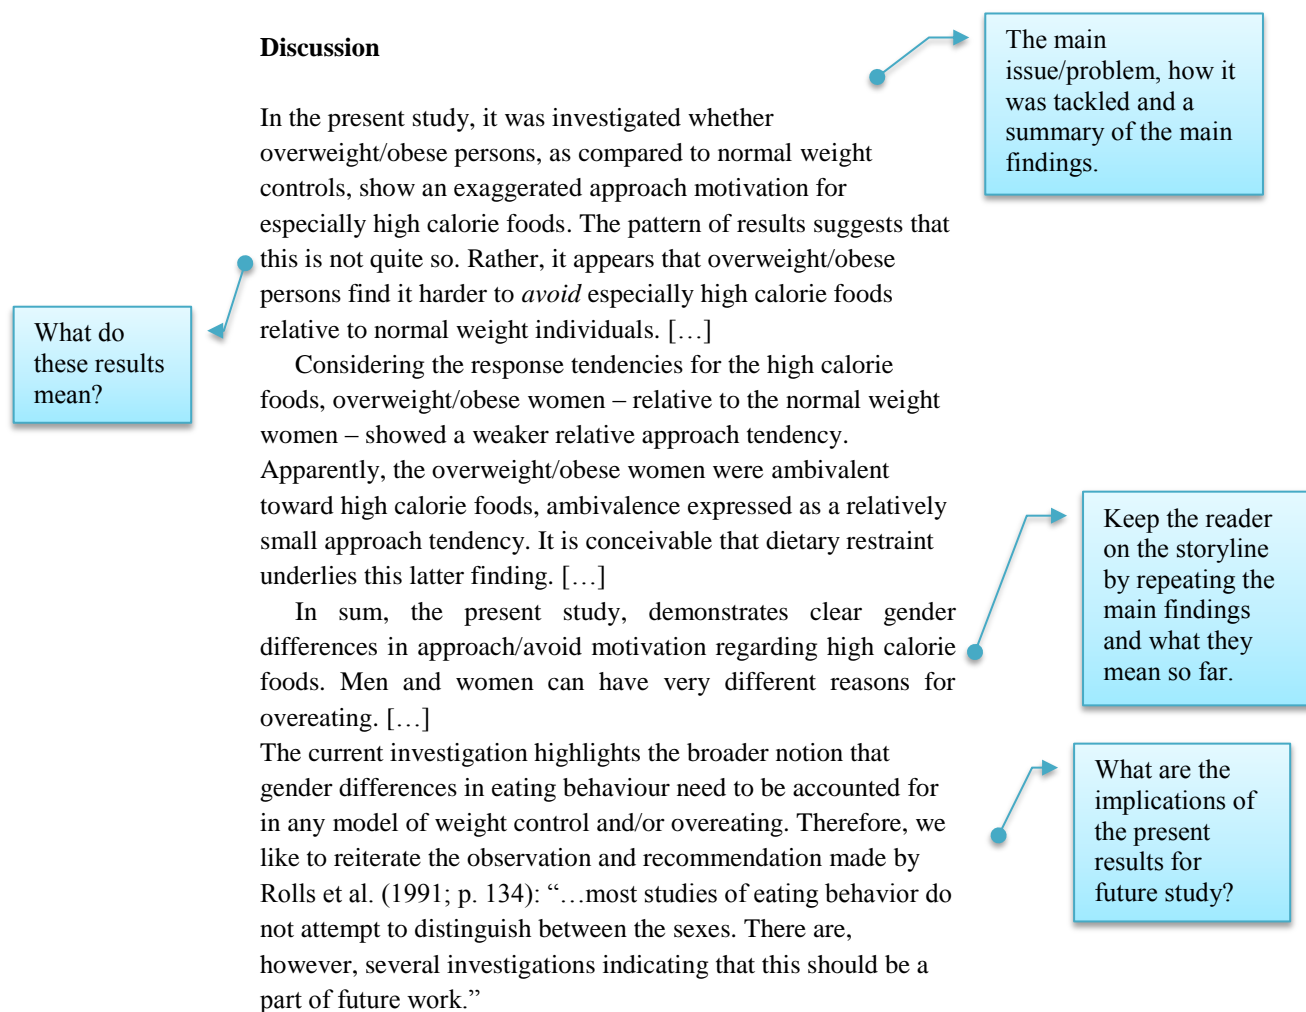 Discussion
The main
issue/problem, how it
was tackled and a
summary of the main
findings.
In the present study, it was investigated whether
overweight/obese persons, as compared to normal weight
controls, show an exaggerated approach motivation for
especially high calorie foods. The pattern of results suggests that
this is not quite so. Rather, it appears that overweight/obese
persons find it harder to avoid especially high calorie foods
relative to normal weight individuals. […]
What do
these results
mean?
Considering the response tendencies for the high calorie
foods, overweight/obese women – relative to the normal weight
women – showed a weaker relative approach tendency.
Apparently, the overweight/obese women were ambivalent
toward high calorie foods, ambivalence expressed as a relatively
small approach tendency. It is conceivable that dietary restraint
underlies this latter finding. […]
Keep the reader
on the storyline
by repeating the
main findings
and what they
mean so far.
In sum, the present study, demonstrates clear gender
differences in approach/avoid motivation regarding high calorie
foods. Men and women can have very different reasons for
overeating. […]
The current investigation highlights the broader notion that
gender differences in eating behaviour need to be accounted for
in any model of weight control and/or overeating. Therefore, we
like to reiterate the observation and recommendation made by
Rolls et al. (1991; p. 134): “…most studies of eating behavior do
not attempt to distinguish between the sexes. There are,
however, several investigations indicating that this should be a
part of future work.”
What are the
implications of
the present
results for
future study?